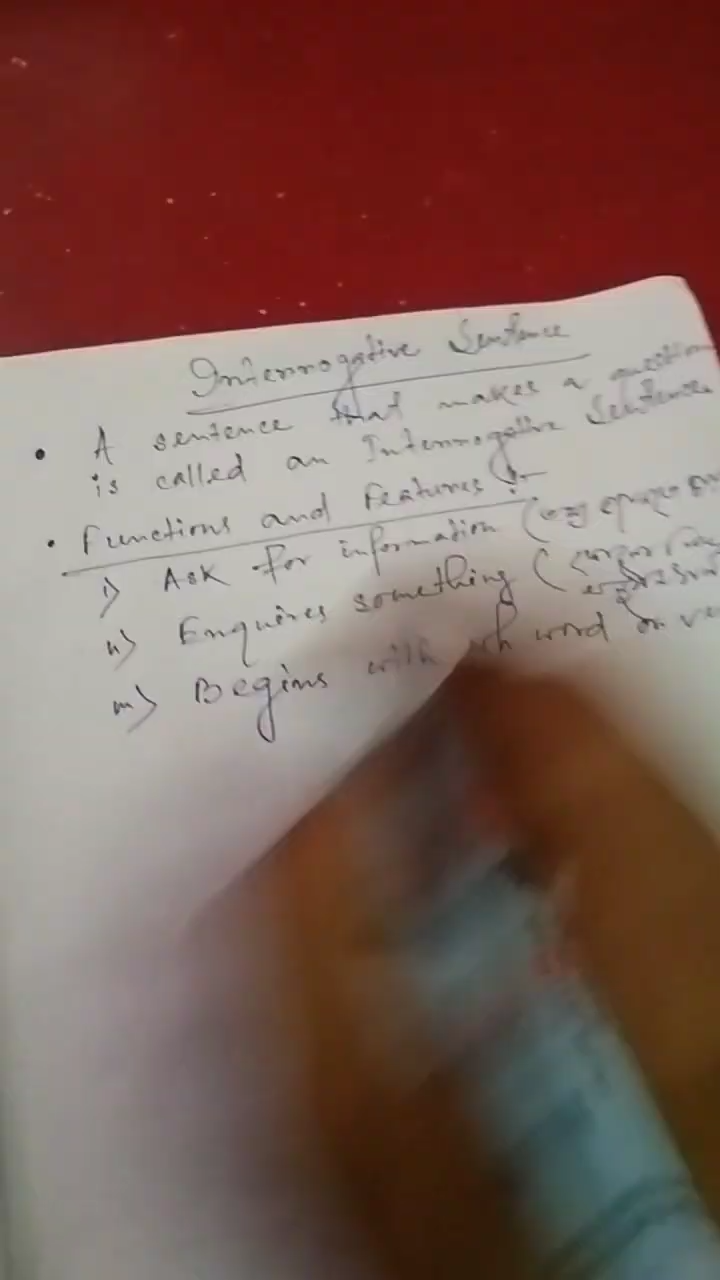 Interrogative Sentence
• A sentence that makes a question
is called an Interrogative Sentence.
• Functions and Features :-
i) Ask for information (তথ্য
ii) Enquires something (
iii) Begins with wh word or